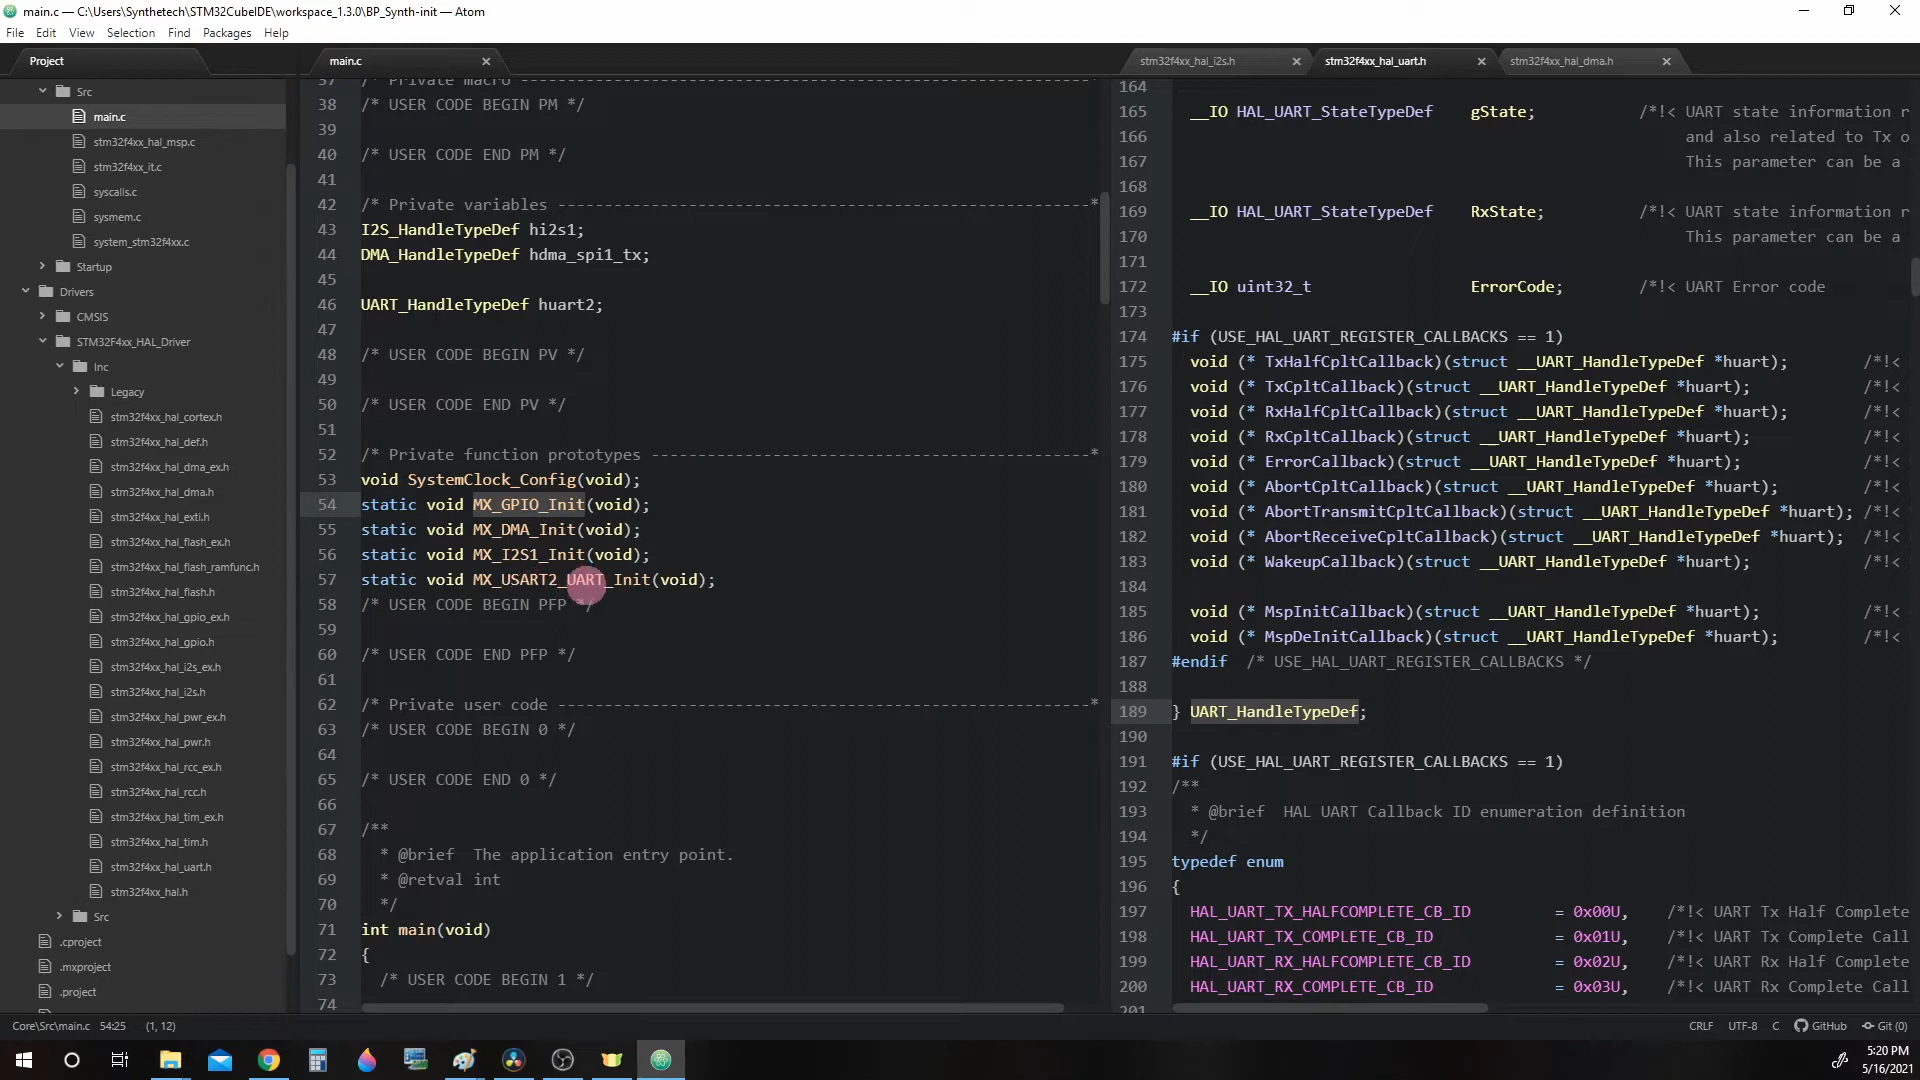 main.c — C:\Users\Synthetech\STM32CubeIDE\workspace_1.3.0\BP_Synth-init — Atom
File Edit View Selection Find Packages Help
Project
Src
main.c
stm32f4xx_hal_msp.c
stm32f4xx_it.c
syscalls.c
sysmem.c
system_stm32f4xx.c
Startup
Drivers
CMSIS
STM32F4xx_HAL_Driver
Inc
Legacy
stm32f4xx_hal_cortex.h
stm32f4xx_hal_def.h
stm32f4xx_hal_dma_ex.h
stm32f4xx_hal_dma.h
stm32f4xx_hal_exti.h
stm32f4xx_hal_flash_ex.h
stm32f4xx_hal_flash_ramfunc.h
stm32f4xx_hal_flash.h
stm32f4xx_hal_gpio_ex.h
stm32f4xx_hal_gpio.h
stm32f4xx_hal_i2s_ex.h
stm32f4xx_hal_i2s.h
stm32f4xx_hal_pwr_ex.h
stm32f4xx_hal_pwr.h
stm32f4xx_hal_rcc_ex.h
stm32f4xx_hal_rcc.h
stm32f4xx_hal_tim_ex.h
stm32f4xx_hal_tim.h
stm32f4xx_hal_uart.h
stm32f4xx_hal.h
Src
.cproject
.mxproject
.project
main.c
37 /* Private macro -------------------------------------------------------------
38 /* USER CODE BEGIN PM */
39
40 /* USER CODE END PM */
41
42 /* Private variables ---------------------------------------------------------*
43 I2S_HandleTypeDef hi2s1;
44 DMA_HandleTypeDef hdma_spi1_tx;
45
46 UART_HandleTypeDef huart2;
47
48 /* USER CODE BEGIN PV */
49
50 /* USER CODE END PV */
51
52 /* Private function prototypes -----------------------------------------------*
53 void SystemClock_Config(void);
54 static void MX_GPIO_Init(void);
55 static void MX_DMA_Init(void);
56 static void MX_I2S1_Init(void);
57 static void MX_USART2_UART_Init(void);
58 /* USER CODE BEGIN PFP */
59
60 /* USER CODE END PFP */
61
62 /* Private user code ---------------------------------------------------------*
63 /* USER CODE BEGIN 0 */
64
65 /* USER CODE END 0 */
66
67 /**
68 * @brief The application entry point.
69 * @retval int
70 */
71 int main(void)
72 {
73 /* USER CODE BEGIN 1 */
74
stm32f4xx_hal_i2s.h stm32f4xx_hal_uart.h stm32f4xx_hal_dma.h
164
165 __IO HAL_UART_StateTypeDef gState; /*!< UART state information r
166 and also related to Tx o
167 This parameter can be a
168
169 __IO HAL_UART_StateTypeDef RxState; /*!< UART state information r
170 This parameter can be a
171
172 __IO uint32_t ErrorCode; /*!< UART Error code
173
174 #if (USE_HAL_UART_REGISTER_CALLBACKS == 1)
175 void (* TxHalfCpltCallback)(struct __UART_HandleTypeDef *huart); /*!<
176 void (* TxCpltCallback)(struct __UART_HandleTypeDef *huart); /*!<
177 void (* RxHalfCpltCallback)(struct __UART_HandleTypeDef *huart); /*!<
178 void (* RxCpltCallback)(struct __UART_HandleTypeDef *huart); /*!<
179 void (* ErrorCallback)(struct __UART_HandleTypeDef *huart); /*!<
180 void (* AbortCpltCallback)(struct __UART_HandleTypeDef *huart); /*!<
181 void (* AbortTransmitCpltCallback)(struct __UART_HandleTypeDef *huart); /*!<
182 void (* AbortReceiveCpltCallback)(struct __UART_HandleTypeDef *huart); /*!<
183 void (* WakeupCallback)(struct __UART_HandleTypeDef *huart); /*!<
184
185 void (* MspInitCallback)(struct __UART_HandleTypeDef *huart); /*!<
186 void (* MspDeInitCallback)(struct __UART_HandleTypeDef *huart); /*!<
187 #endif /* USE_HAL_UART_REGISTER_CALLBACKS */
188
189 } UART_HandleTypeDef;
190
191 #if (USE_HAL_UART_REGISTER_CALLBACKS == 1)
192 /**
193 * @brief HAL UART Callback ID enumeration definition
194 */
195 typedef enum
196 {
197 HAL_UART_TX_HALFCOMPLETE_CB_ID = 0x00U, /*!< UART Tx Half Complete
198 HAL_UART_TX_COMPLETE_CB_ID = 0x01U, /*!< UART Tx Complete Call
199 HAL_UART_RX_HALFCOMPLETE_CB_ID = 0x02U, /*!< UART Rx Half Complete
200 HAL_UART_RX_COMPLETE_CB_ID = 0x03U, /*!< UART Rx Complete Call
201
Core\Src\main.c 54:25 (1, 12) CRLF UTF-8 C GitHub Git (0)
5:20 PM
5/16/2021